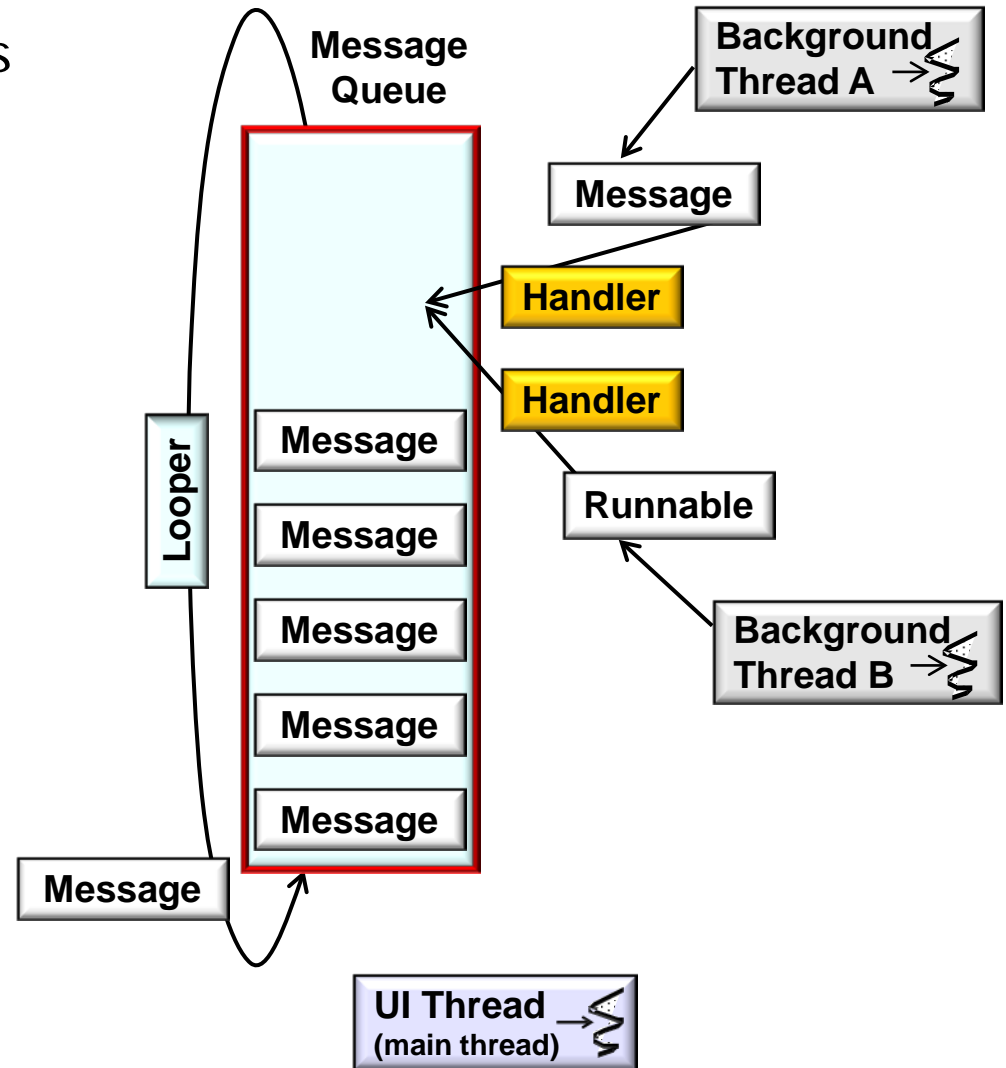 s
Message
Queue
Background
Thread A
Message
Handler
Handler
Message
Looper
Runnable
Message
Message
Background
Thread B
Message
Message
Message
UI Thread
(main thread)